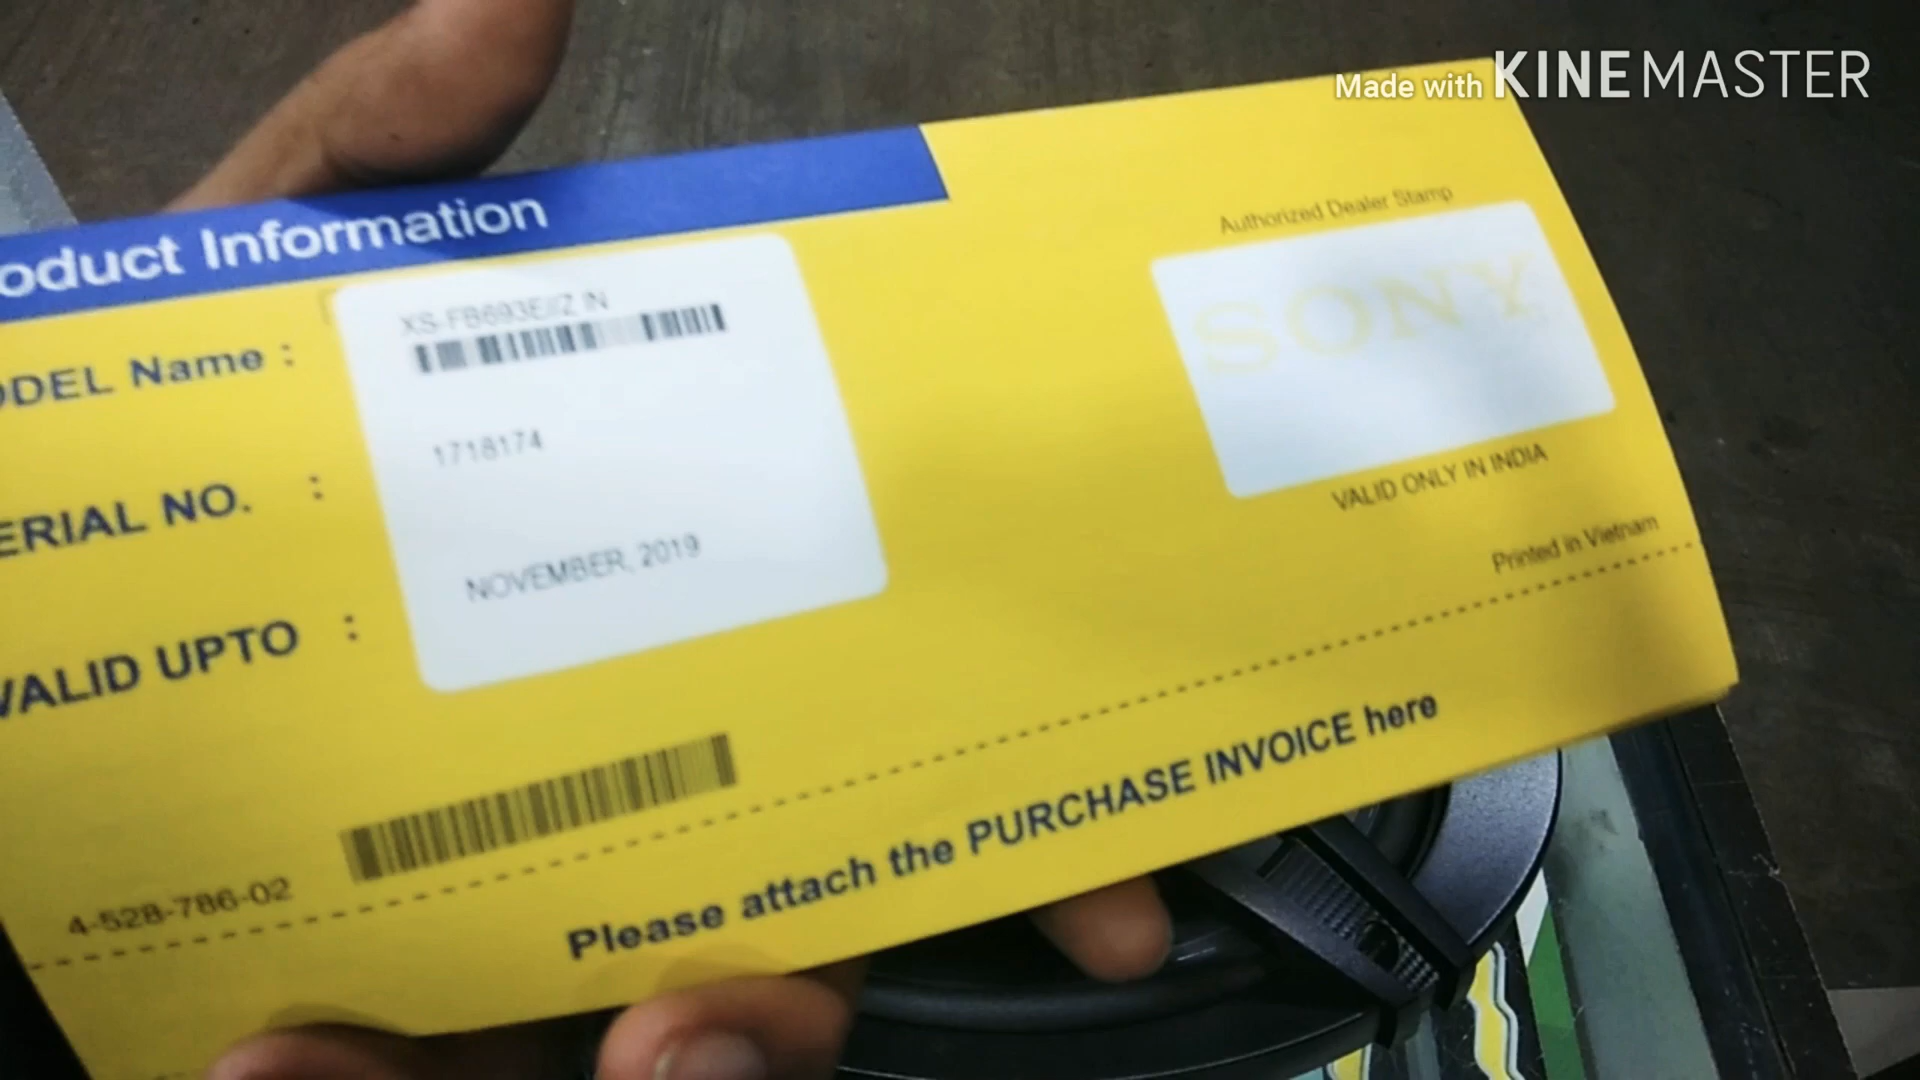 Made with KINEMASTER
oduct Information
Authorized Dealer Stamp
SONY
ODEL Name :
XS-FB693E//Z IN
ERIAL NO. :
1718174
VALID ONLY IN INDIA
VALID UPTO :
NOVEMBER, 2019
Printed in Vietnam
4-528-786-02
Please attach the PURCHASE INVOICE here